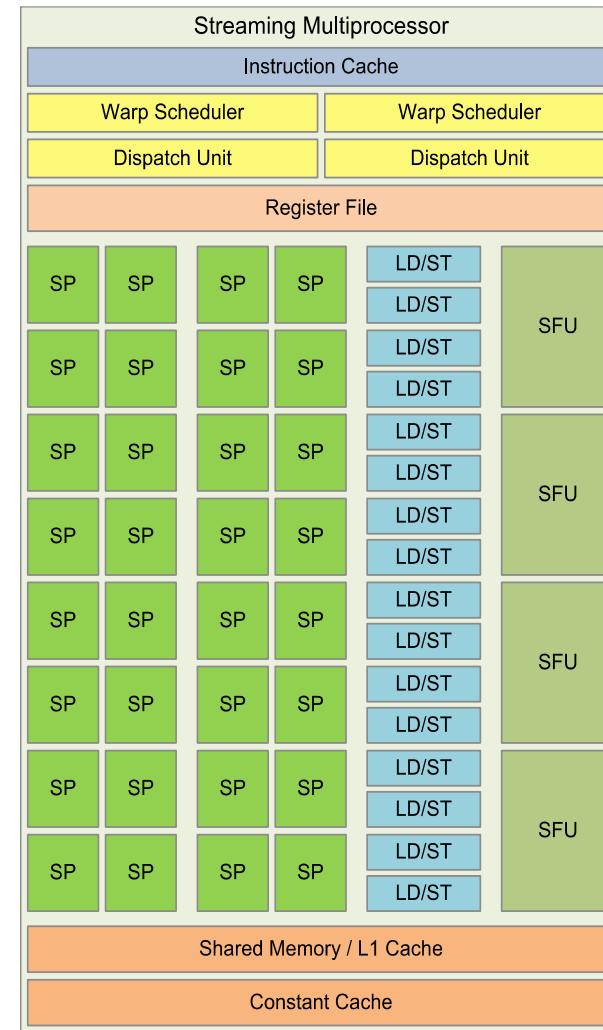 Streaming Multiprocessor
Instruction Cache
Warp Scheduler Warp Scheduler
Dispatch Unit Dispatch Unit
Register File
LD/ST
SP SP SP SP
LD/ST
SFU
LD/ST
SP SP SP SP
LD/ST
LD/ST
SP SP SP SP
LD/ST
SFU
LD/ST
SP SP SP SP
LD/ST
LD/ST
SP SP SP SP
LD/ST
SFU
LD/ST
SP SP SP SP
LD/ST
LD/ST
SP SP SP SP
LD/ST
SFU
LD/ST
SP SP SP SP
LD/ST
Shared Memory / L1 Cache
Constant Cache